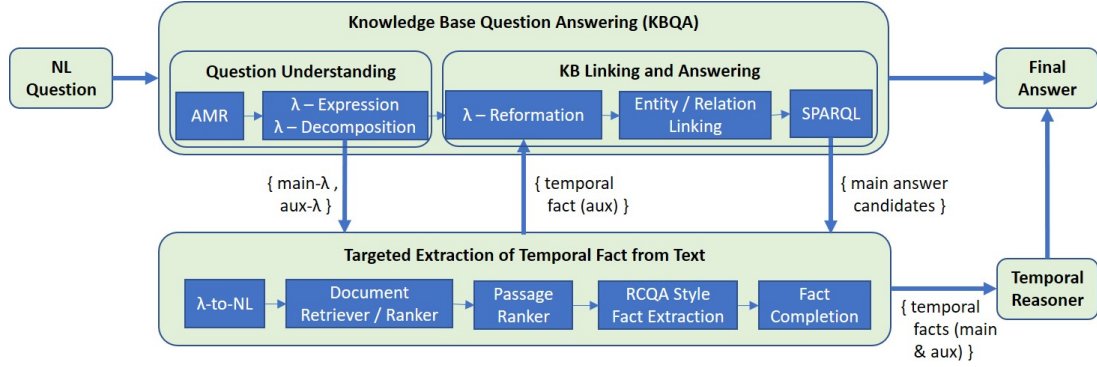 Knowledge Base Question Answering (KBQA)
NL
Question
Question Understanding
AMR
λ – Expression
λ – Decomposition
KB Linking and Answering
λ – Reformation
Entity / Relation
Linking
SPARQL
Final
Answer
{ main-λ ,
aux-λ }
{ temporal
fact (aux) }
{ main answer
candidates }
Targeted Extraction of Temporal Fact from Text
λ-to-NL
Document
Retriever / Ranker
Passage
Ranker
RCQA Style
Fact Extraction
Fact
Completion
Temporal
Reasoner
{ temporal
facts (main
& aux) }